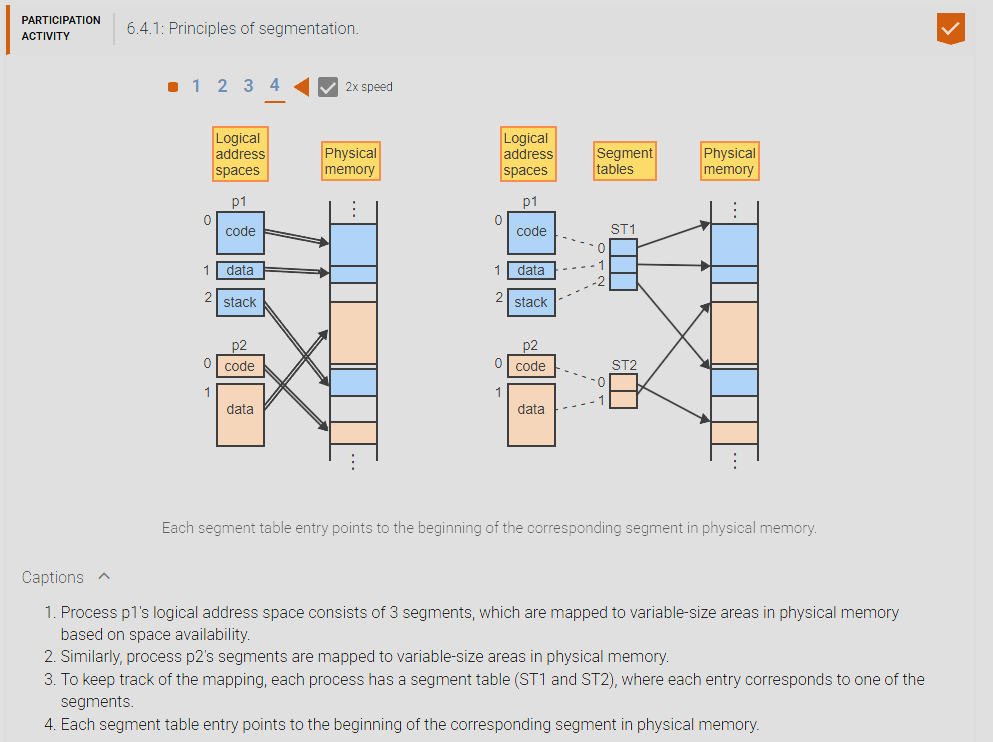 PARTICIPATION
ACTIVITY
6.4.1: Principles of segmentation.
1 2 3 4 2x speed
Logical
address
spaces
Physical
memory
p1
0
code
1
data
2
stack
p2
0
code
1
data
Logical
address
spaces
Segment
tables
Physical
memory
p1
0
code
1
data
2
stack
ST1
0
1
2
p2
0
code
1
data
ST2
0
1
Each segment table entry points to the beginning of the corresponding segment in physical memory.
Captions
1. Process p1's logical address space consists of 3 segments, which are mapped to variable-size areas in physical memory
based on space availability.
2. Similarly, process p2's segments are mapped to variable-size areas in physical memory.
3. To keep track of the mapping, each process has a segment table (ST1 and ST2), where each entry corresponds to one of the
segments.
4. Each segment table entry points to the beginning of the corresponding segment in physical memory.